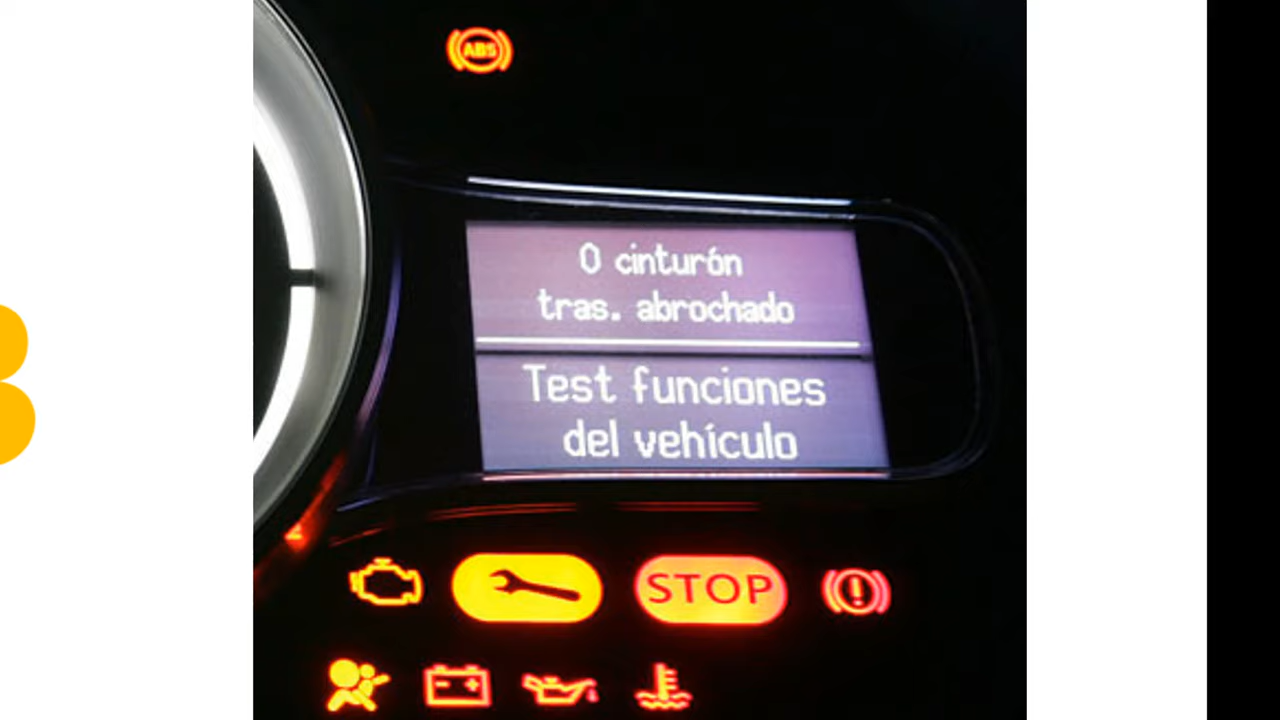 ABS
0 cinturón
tras. abrochado
Test funciones
del vehículo
STOP